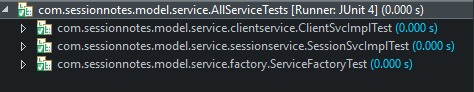 com.sessionnotes.model.service.AllServiceTests [Runner: JUnit 4] (0.000 s)
com.sessionnotes.model.service.clientservice.ClientSvcImplTest (0.000 s)
com.sessionnotes.model.service.sessionservice.SessionSvcImplTest (0.000 s)
com.sessionnotes.model.service.factory.ServiceFactoryTest (0.000 s)